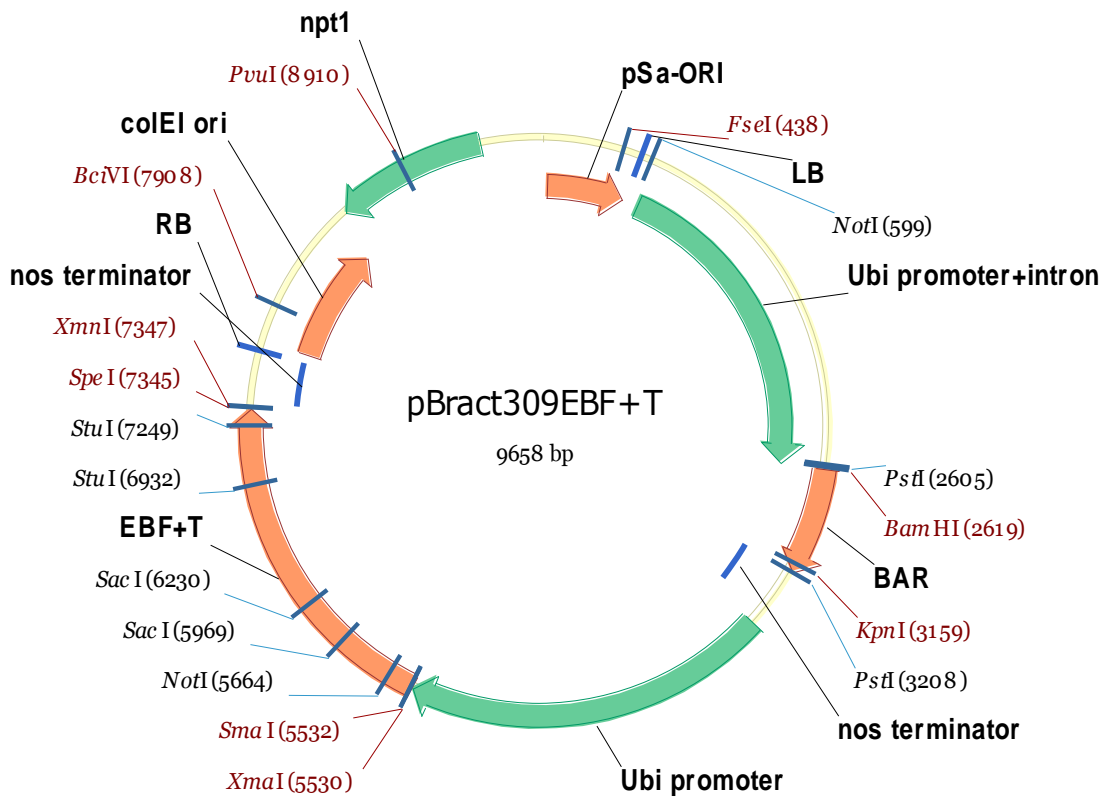 npt1
PvuI (8910)
pSa-ORI
colEI ori
FseI (438)
LB
BciVI (7908)
NotI (599)
RB
nos terminator
Ubi promoter+intron
XmnI (7347)
SpeI (7345)
pBract309EBF+T
StuI (7249)
9658 bp
StuI (6932)
PstI (2605)
EBF+T
BamHI (2619)
SacI (6230)
BAR
SacI (5969)
KpnI (3159)
NotI (5664)
PstI (3208)
SmaI (5532)
nos terminator
XmaI (5530)
Ubi promoter